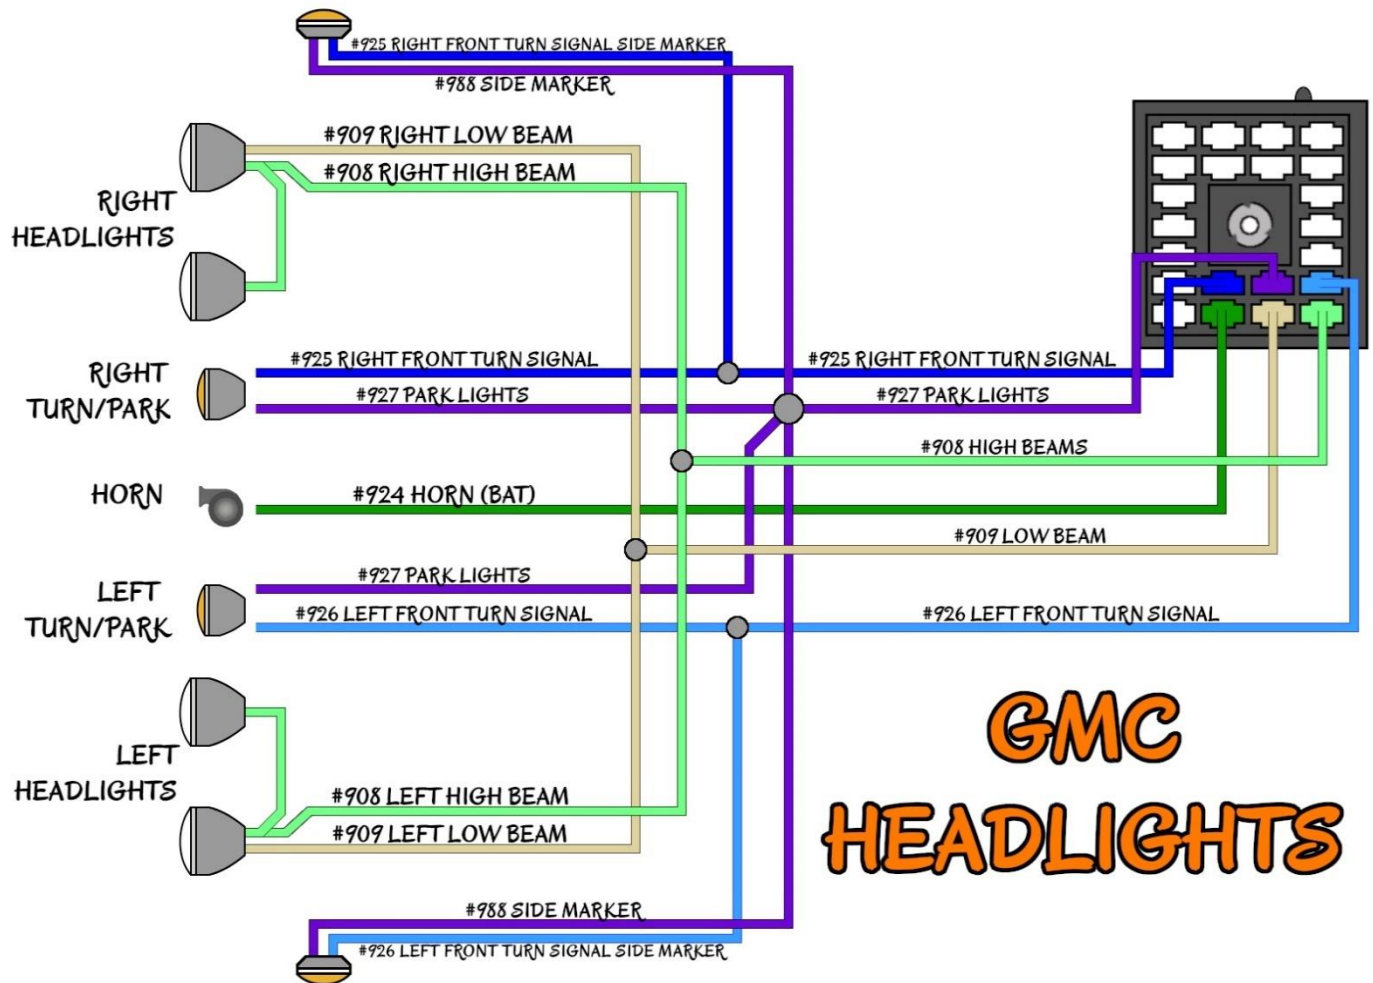 #925 RIGHT FRONT TURN SIGNAL SIDE MARKER
#988 SIDE MARKER
#909 RIGHT LOW BEAM
#908 RIGHT HIGH BEAM
RIGHT
HEADLIGHTS
#925 RIGHT FRONT TURN SIGNAL
#925 RIGHT FRONT TURN SIGNAL
RIGHT
TURN/PARK
#927 PARK LIGHTS
#927 PARK LIGHTS
#908 HIGH BEAMS
HORN
#924 HORN (BAT)
#909 LOW BEAM
#927 PARK LIGHTS
LEFT
TURN/PARK
#926 LEFT FRONT TURN SIGNAL
#926 LEFT FRONT TURN SIGNAL
LEFT
HEADLIGHTS
#908 LEFT HIGH BEAM
#909 LEFT LOW BEAM
GMC
HEADLIGHTS
#988 SIDE MARKER
#926 LEFT FRONT TURN SIGNAL SIDE MARKER